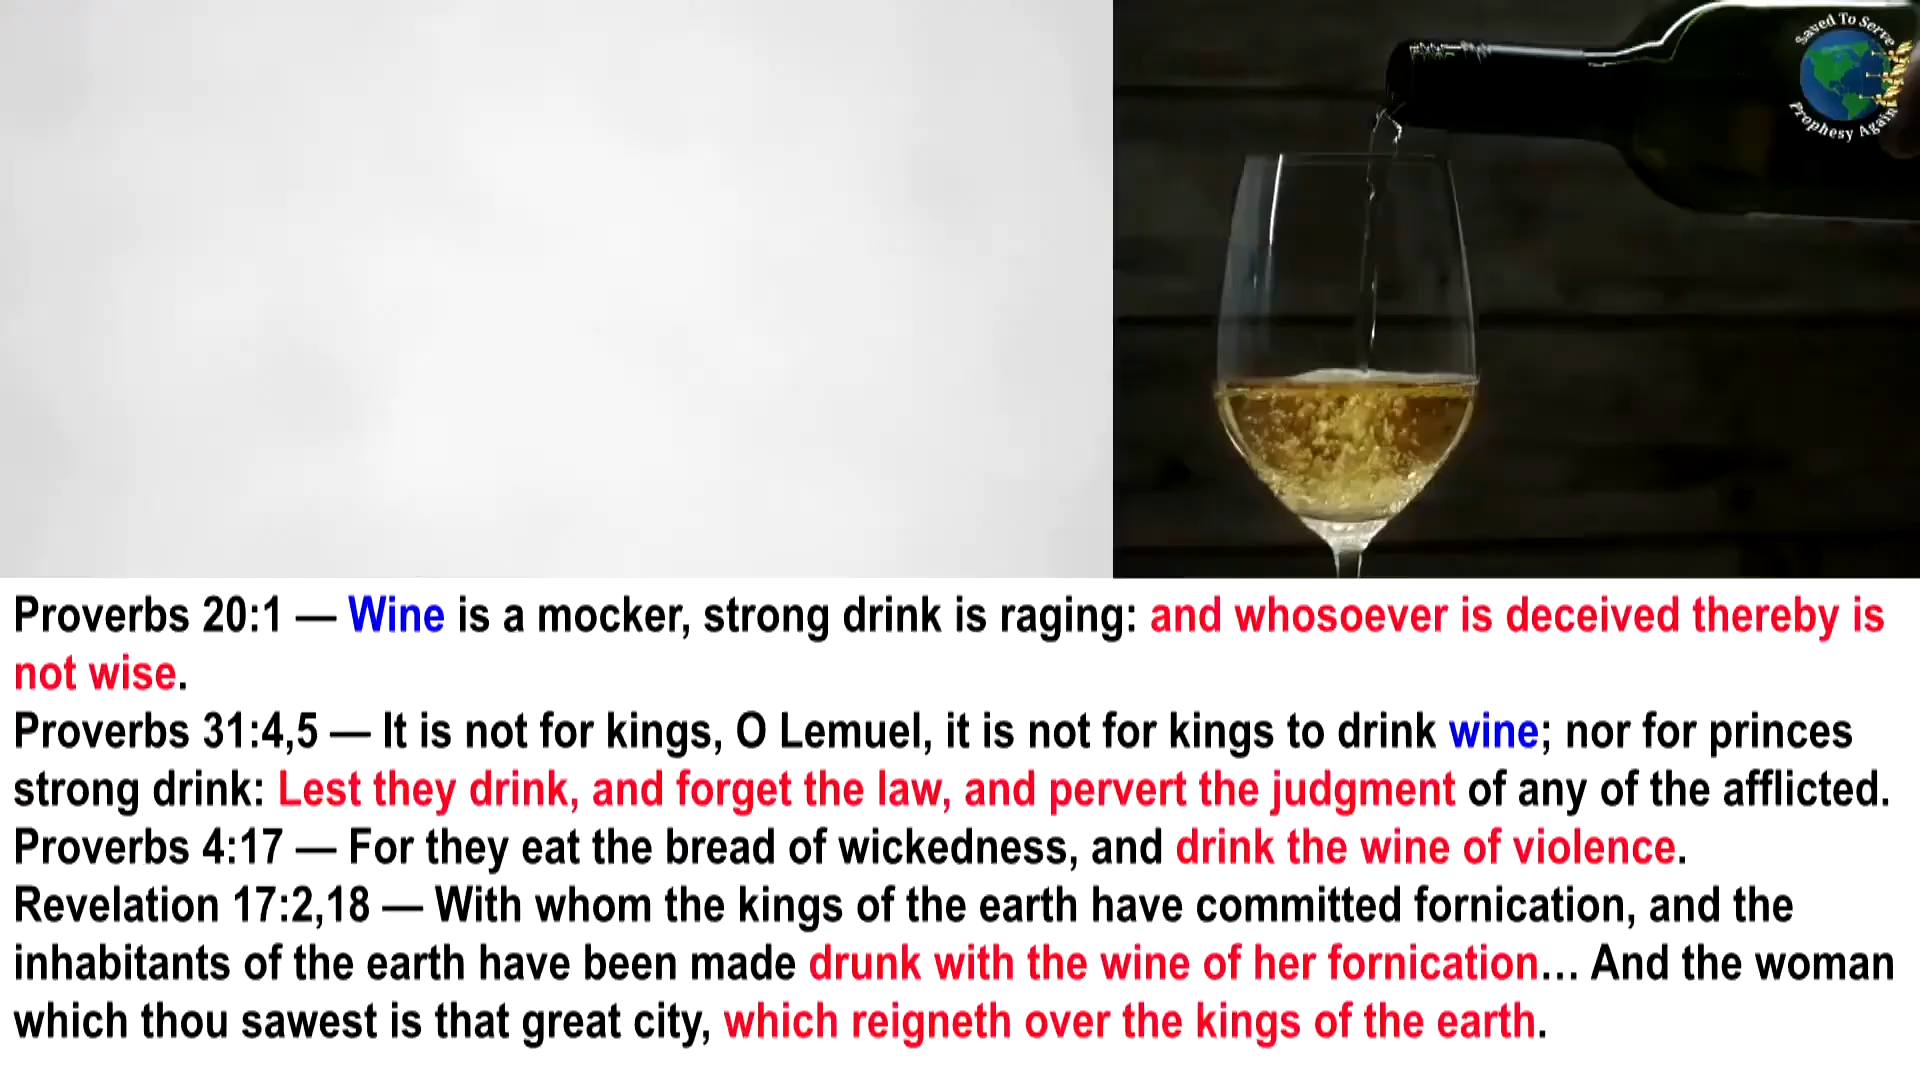 Saved To Serve
Prophesy Again
Proverbs 20:1 — Wine is a mocker, strong drink is raging: and whosoever is deceived thereby is
not wise.
Proverbs 31:4,5 — It is not for kings, O Lemuel, it is not for kings to drink wine; nor for princes
strong drink: Lest they drink, and forget the law, and pervert the judgment of any of the afflicted.
Proverbs 4:17 — For they eat the bread of wickedness, and drink the wine of violence.
Revelation 17:2,18 — With whom the kings of the earth have committed fornication, and the
inhabitants of the earth have been made drunk with the wine of her fornication… And the woman
which thou sawest is that great city, which reigneth over the kings of the earth.